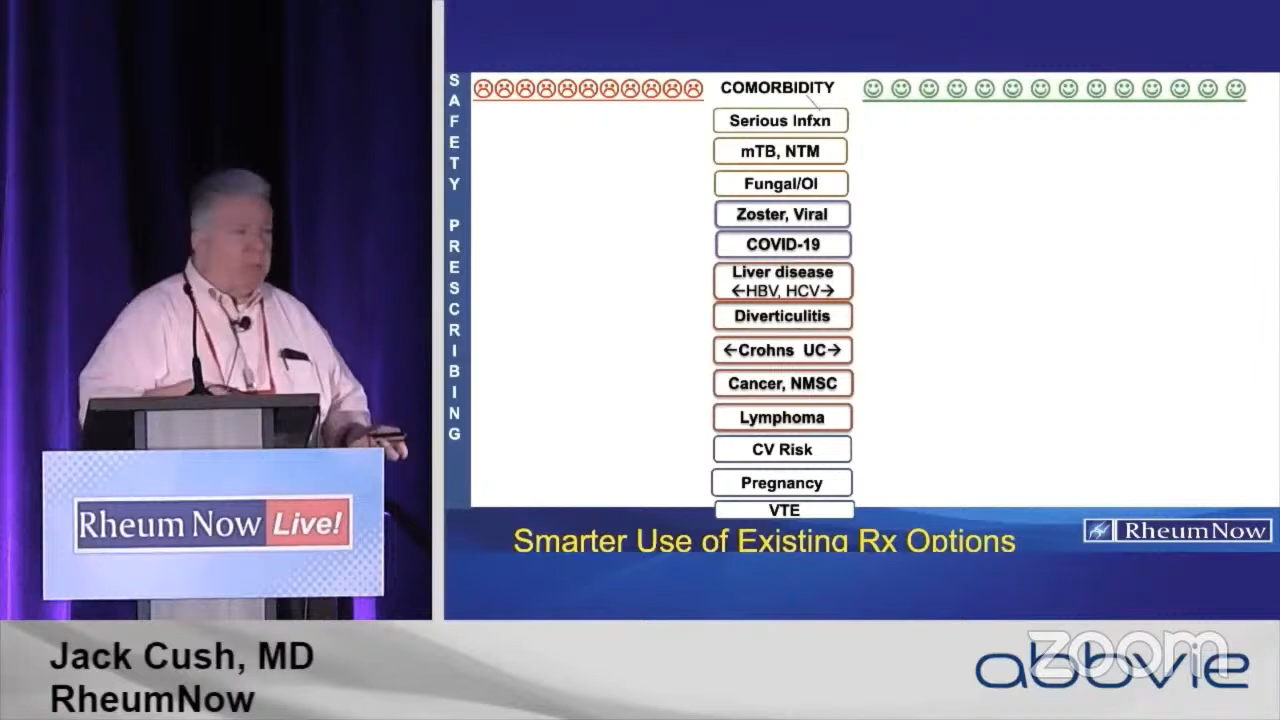 SAFETY PRESCRIBING
COMORBIDITY
Serious Infxn
mTB, NTM
Fungal/OI
Zoster, Viral
COVID-19
Liver disease
←HBV, HCV→
Diverticulitis
←Crohns UC→
Cancer, NMSC
Lymphoma
CV Risk
Pregnancy
VTE
Smarter Use of Existing Rx Options
RheumNow
Rheum Now Live!
Jack Cush, MD
RheumNow
zoom
abbvie